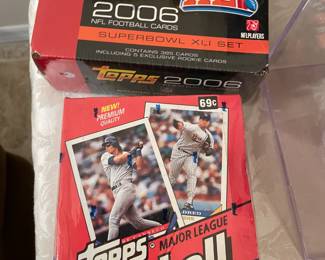 2006
NFL FOOTBALL CARDS
SUPERBOWL XLI SET
CONTAINS 365 CARDS
INCLUDING 5 EXCLUSIVE ROOKIE CARDS
NFLPLAYERS
Topps 2006
NEW!
PREMIUM
QUALITY
69¢
TOPPS
MAJOR LEAGUE